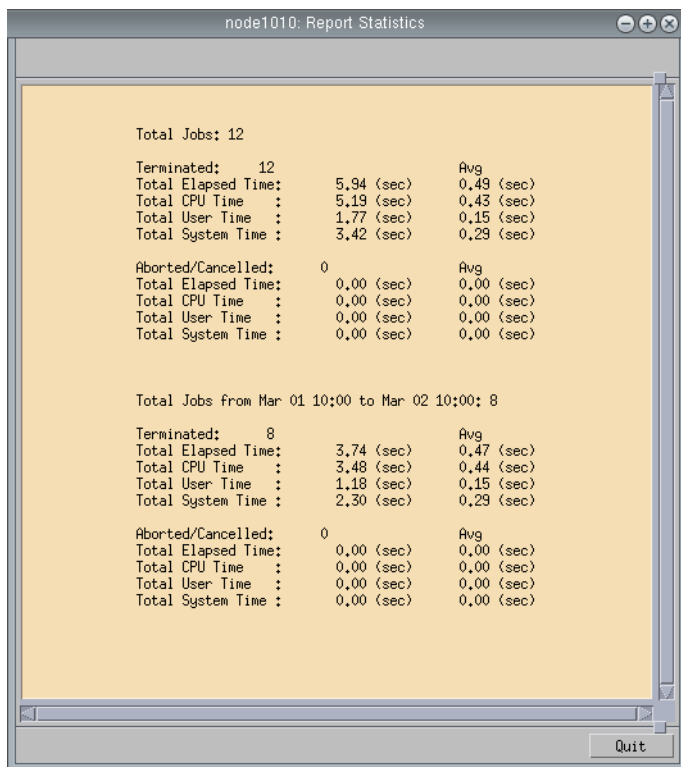 node1010: Report Statistics
Total Jobs: 12
Terminated: 12 Avg
Total Elapsed Time: 5.94 (sec) 0.49 (sec)
Total CPU Time : 5.19 (sec) 0.43 (sec)
Total User Time : 1.77 (sec) 0.15 (sec)
Total System Time : 3.42 (sec) 0.29 (sec)
Aborted/Cancelled: 0 Avg
Total Elapsed Time: 0.00 (sec) 0.00 (sec)
Total CPU Time : 0.00 (sec) 0.00 (sec)
Total User Time : 0.00 (sec) 0.00 (sec)
Total System Time : 0.00 (sec) 0.00 (sec)
Total Jobs from Mar 01 10:00 to Mar 02 10:00: 8
Terminated: 8 Avg
Total Elapsed Time: 3.74 (sec) 0.47 (sec)
Total CPU Time : 3.48 (sec) 0.44 (sec)
Total User Time : 1.18 (sec) 0.15 (sec)
Total System Time : 2.30 (sec) 0.29 (sec)
Aborted/Cancelled: 0 Avg
Total Elapsed Time: 0.00 (sec) 0.00 (sec)
Total CPU Time : 0.00 (sec) 0.00 (sec)
Total User Time : 0.00 (sec) 0.00 (sec)
Total System Time : 0.00 (sec) 0.00 (sec)
Quit